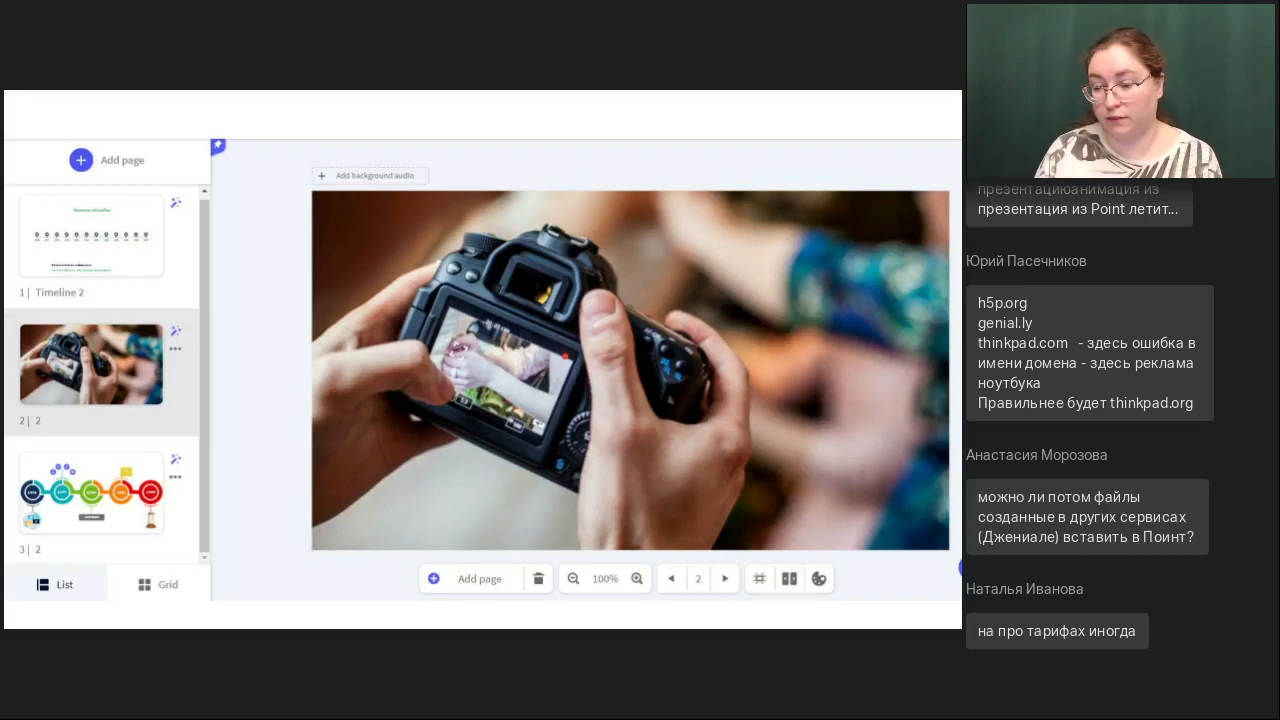 Add page
1 | Timeline 2
2 | 2
3 | 2
List
Grid
+ Add background audio
Add page
100%
2
презентациюанимация из
презентация из Point летит...
Юрий Пасечников
h5p.org
genial.ly
thinkpad.com - здесь ошибка в
имени домена - здесь реклама
ноутбука
Правильнее будет thinkpad.org
Анастасия Морозова
можно ли потом файлы
созданные в других сервисах
(Джениале) вставить в Поинт?
Наталья Иванова
на про тарифах иногда